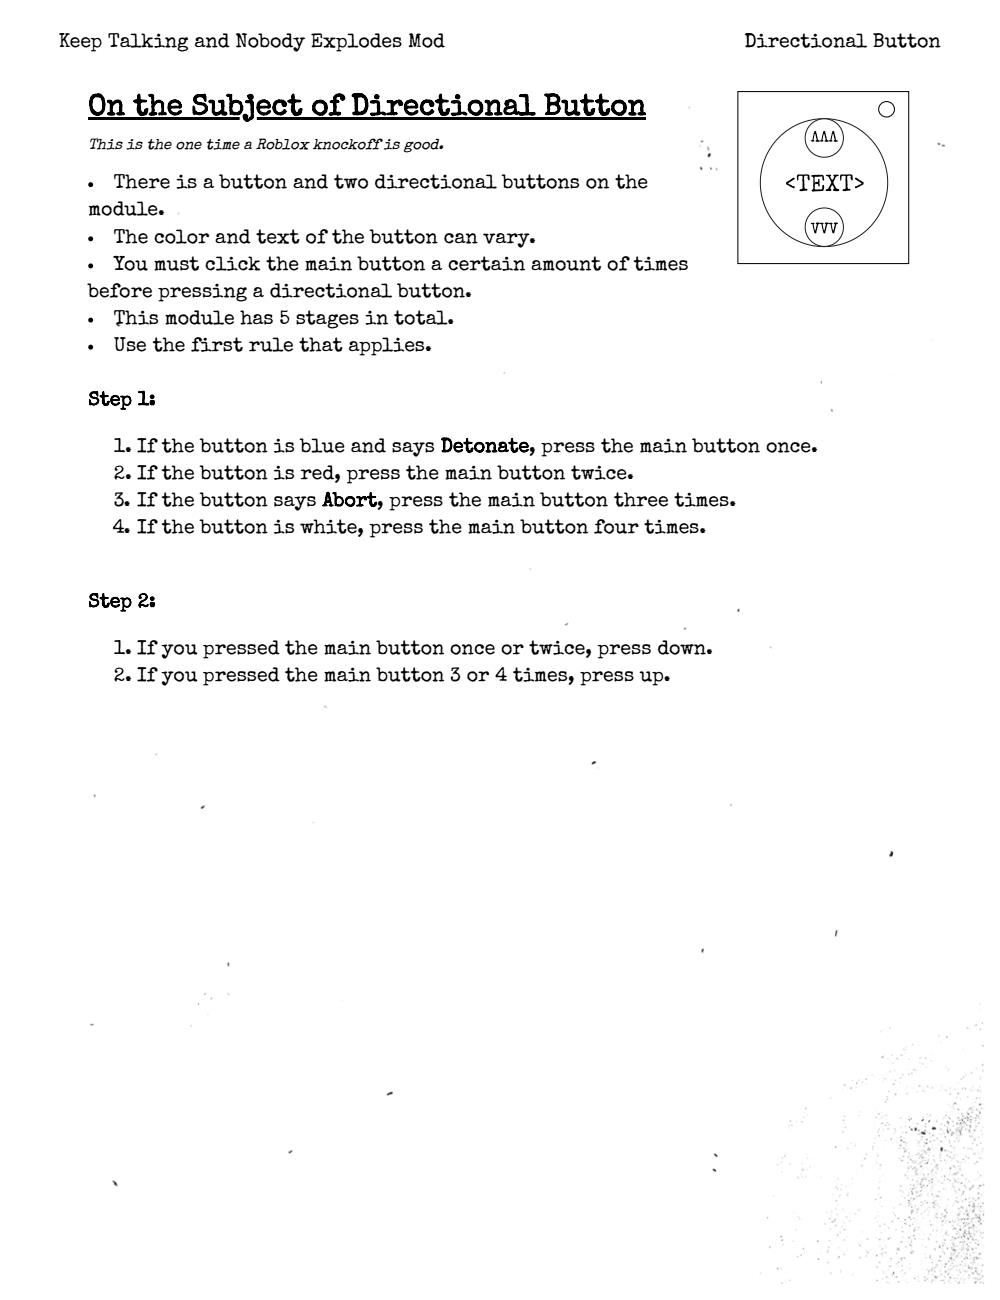 Keep Talking and Nobody Explodes Mod
Directional Button
On the Subject of Directional Button
This is the one time a Roblox knockoff is good.
• There is a button and two directional buttons on the
module.
• The color and text of the button can vary.
• You must click the main button a certain amount of times
before pressing a directional button.
• This module has 5 stages in total.
• Use the first rule that applies.
ΛΛΛ
<TEXT>
VVV
Step 1:
1. If the button is blue and says Detonate, press the main button once.
2. If the button is red, press the main button twice.
3. If the button says Abort, press the main button three times.
4. If the button is white, press the main button four times.
Step 2:
1. If you pressed the main button once or twice, press down.
2. If you pressed the main button 3 or 4 times, press up.